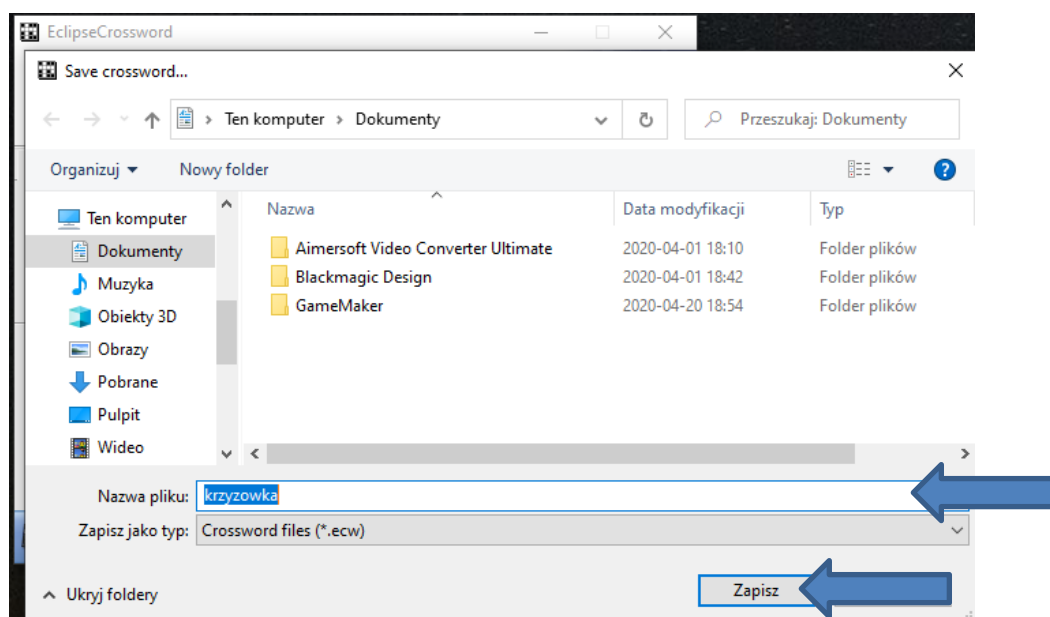 EclipseCrossword
Save crossword...
Ten komputer > Dokumenty
Przeszukaj: Dokumenty
Organizuj
Nowy folder
Nazwa
Data modyfikacji
Typ
Ten komputer
Dokumenty
Muzyka
Obiekty 3D
Obrazy
Pobrane
Pulpit
Wideo
Aimersoft Video Converter Ultimate 2020-04-01 18:10 Folder plików
Blackmagic Design 2020-04-01 18:42 Folder plików
GameMaker 2020-04-20 18:54 Folder plików
Nazwa pliku: krzyzowka
Zapisz jako typ: Crossword files (*.ecw)
Ukryj foldery
Zapisz